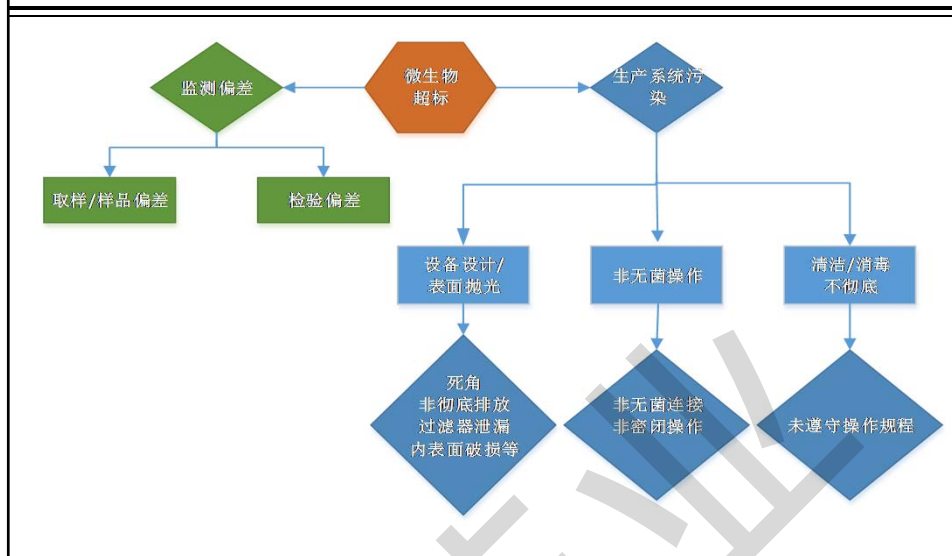 监测偏差
微生物
超标
生产系统污
染
取样/样品偏差
检验偏差
设备设计/
表面抛光
非无菌操作
清洁/消毒
不彻底
死角
非彻底排放
过滤器泄漏
内表面破损等
非无菌连接
非密闭操作
未遵守操作规程
业